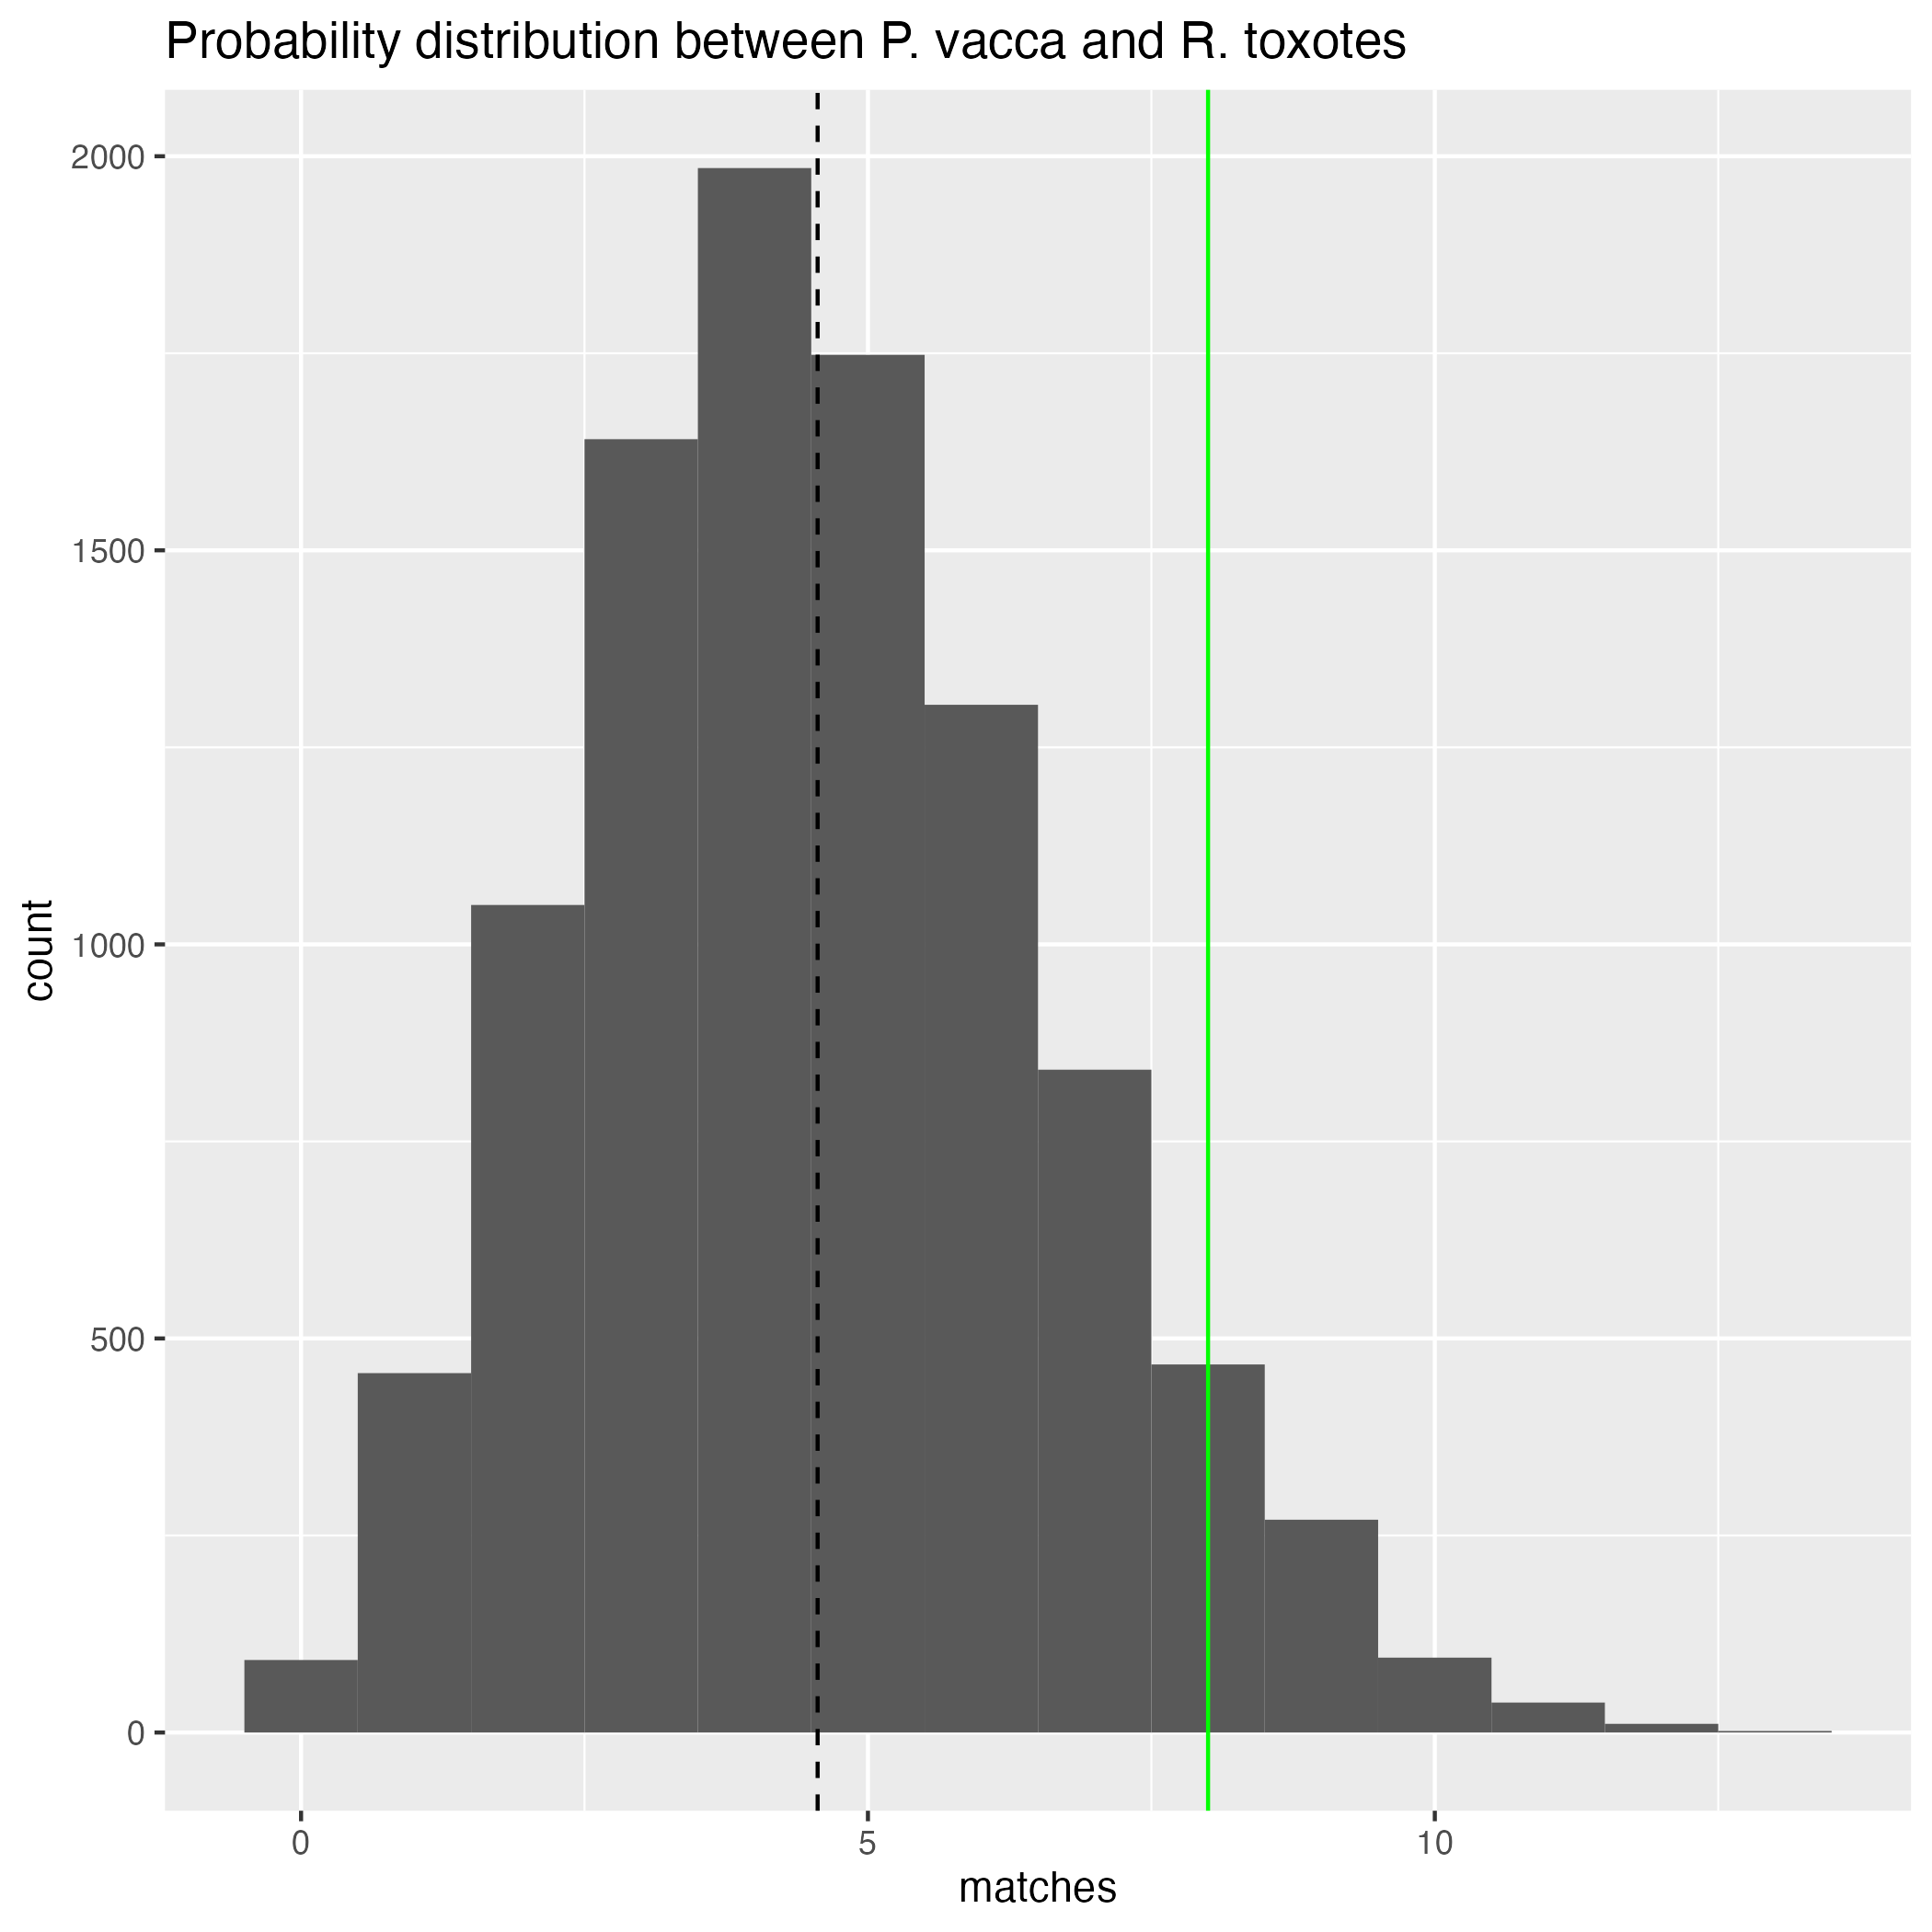 Probability distribution between P. vacca and R. toxotes
2000
1500
1000
500
0
count
0 5 10
matches